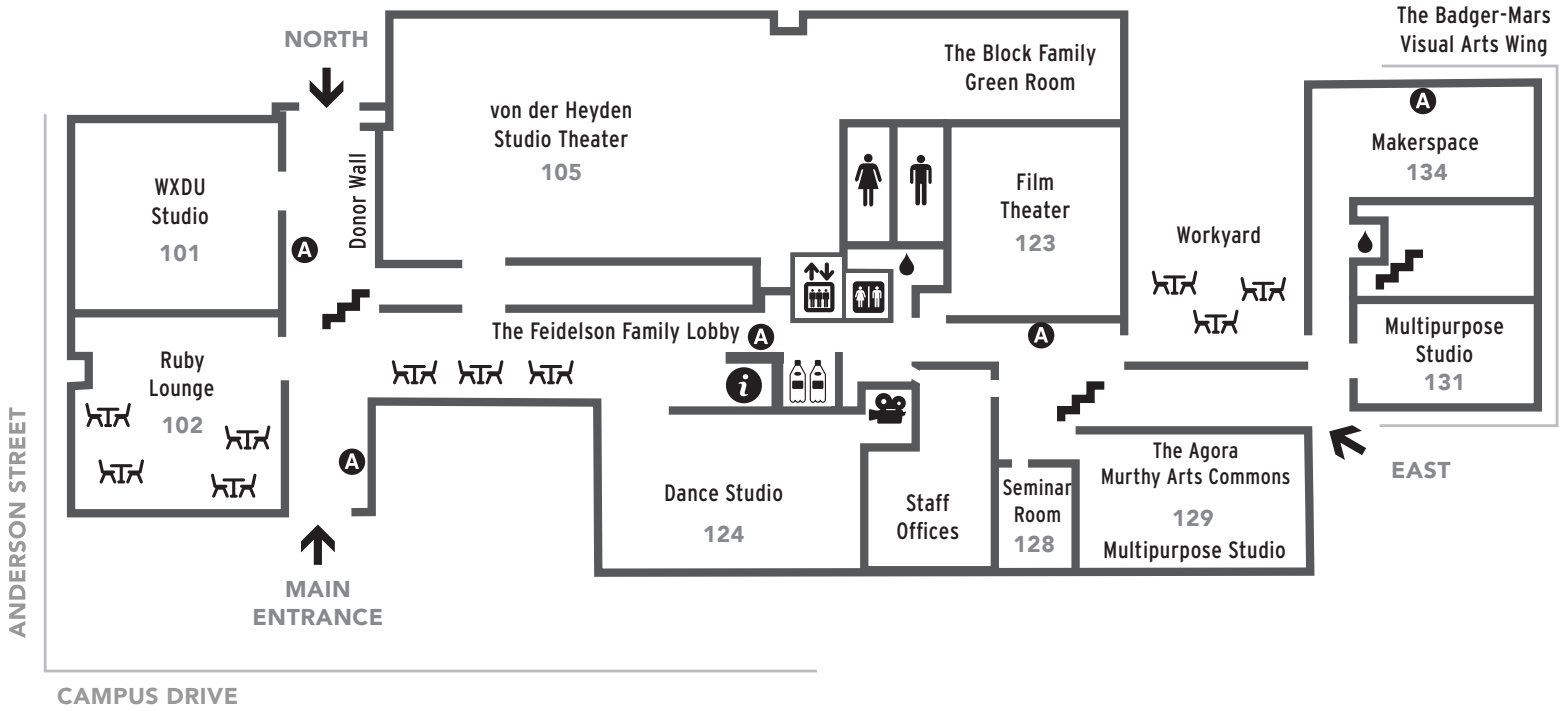 The Badger-Mars
Visual Arts Wing
NORTH
The Block Family
Green Room
von der Heyden
Studio Theater
105
A
Makerspace
134
WXDU
Studio
101
Donor Wall
A
Film
Theater
123
Workyard
The Feidelson Family Lobby
A
A
Multipurpose
Studio
131
Ruby
Lounge
102
i
A
The Agora
Murthy Arts Commons
129
Multipurpose Studio
EAST
Dance Studio
124
Staff
Offices
Seminar
Room
128
MAIN
ENTRANCE
ANDERSON STREET
CAMPUS DRIVE